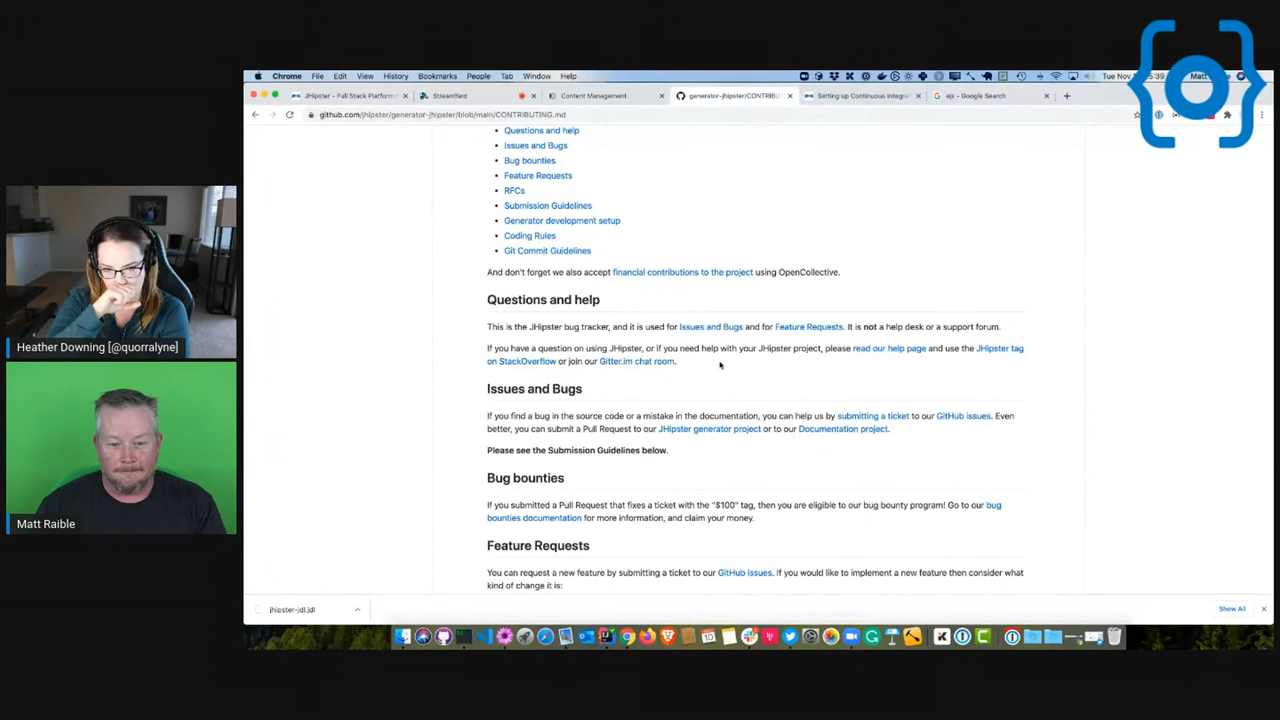 Chrome File Edit View History Bookmarks People Tab Window Help
JHipster - Full Stack Platform
StreamYard
Content Management
generator-jhipster/CONTRIBU
Setting up Continuous Integrat
ejs - Google Search
github.com/jhipster/generator-jhipster/blob/main/CONTRIBUTING.md
Questions and help
Issues and Bugs
Bug bounties
Feature Requests
RFCs
Submission Guidelines
Generator development setup
Coding Rules
Git Commit Guidelines
And don't forget we also accept financial contributions to the project using OpenCollective.
Questions and help
This is the JHipster bug tracker, and it is used for Issues and Bugs and for Feature Requests. It is not a help desk or a support forum.
If you have a question on using JHipster, or if you need help with your JHipster project, please read our help page and use the JHipster tag
on StackOverflow or join our Gitter.im chat room.
Issues and Bugs
If you find a bug in the source code or a mistake in the documentation, you can help us by submitting a ticket to our GitHub issues. Even
better, you can submit a Pull Request to our JHipster generator project or to our Documentation project.
Please see the Submission Guidelines below.
Bug bounties
If you submitted a Pull Request that fixes a ticket with the "$100" tag, then you are eligible to our bug bounty program! Go to our bug
bounties documentation for more information, and claim your money.
Feature Requests
You can request a new feature by submitting a ticket to our GitHub issues. If you would like to implement a new feature then consider what
kind of change it is:
jhipster-jdl.jdl
Show All
Heather Downing [@quorralyne]
Matt Raible